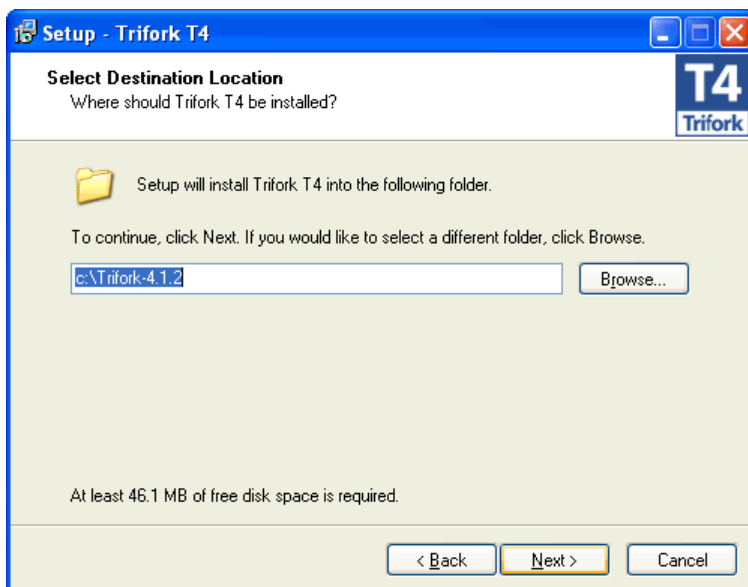 Setup - Trifork T4
Select Destination Location
Where should Trifork T4 be installed?
T4
Trifork
Setup will install Trifork T4 into the following folder.
To continue, click Next. If you would like to select a different folder, click Browse.
c:\Trifork-4.1.2
Browse...
At least 46.1 MB of free disk space is required.
< Back
Next >
Cancel